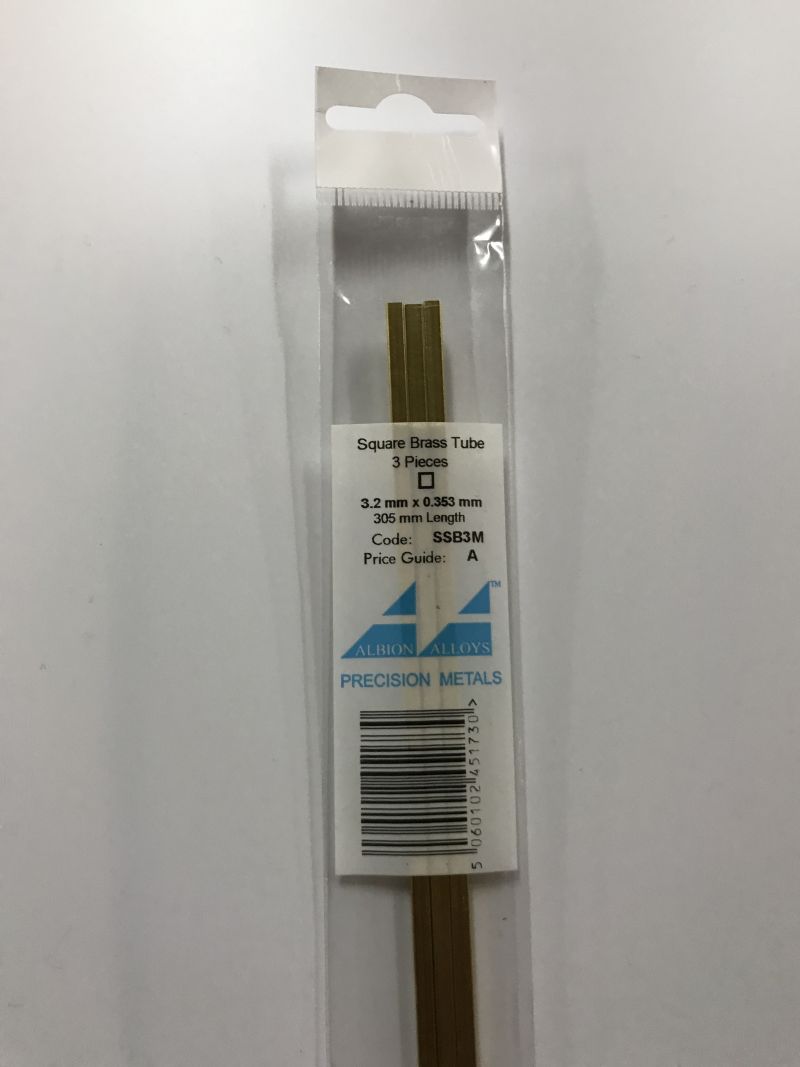 Square Brass Tube
3 Pieces
3.2 mm x 0.353 mm
305 mm Length
Code: SSB3M
Price Guide: A
TM
ALBION ALLOYS
PRECISION METALS
5 060102 451730 >